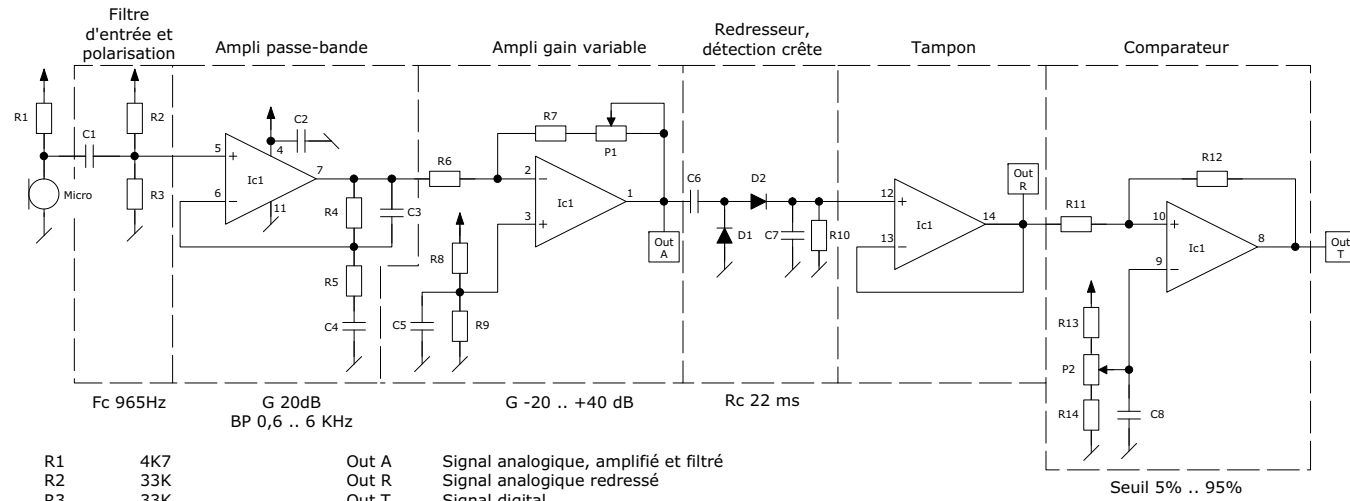 Filtre
d'entrée et
polarisation
Ampli passe-bande
Ampli gain variable
Redresseur,
détection crête
Tampon
Comparateur
R1
C1
R2
R3
Micro
C2
4
5
6
7
11
Ic1
R4
C3
R5
C4
R6
R7
P1
2
3
1
Ic1
R8
C5
R9
Out
A
C6
D2
D1
C7
R10
12
13
14
Ic1
Out
R
R11
R12
10
9
8
Ic1
Out
T
R13
P2
R14
C8
Fc 965Hz
G 20dB
BP 0,6 .. 6 KHz
G -20 .. +40 dB
Rc 22 ms
Seuil 5% .. 95%
R1 4K7 Out A Signal analogique, amplifié et filtré
R2 33K Out R Signal analogique redressé
R3 33K Out T Signal digital